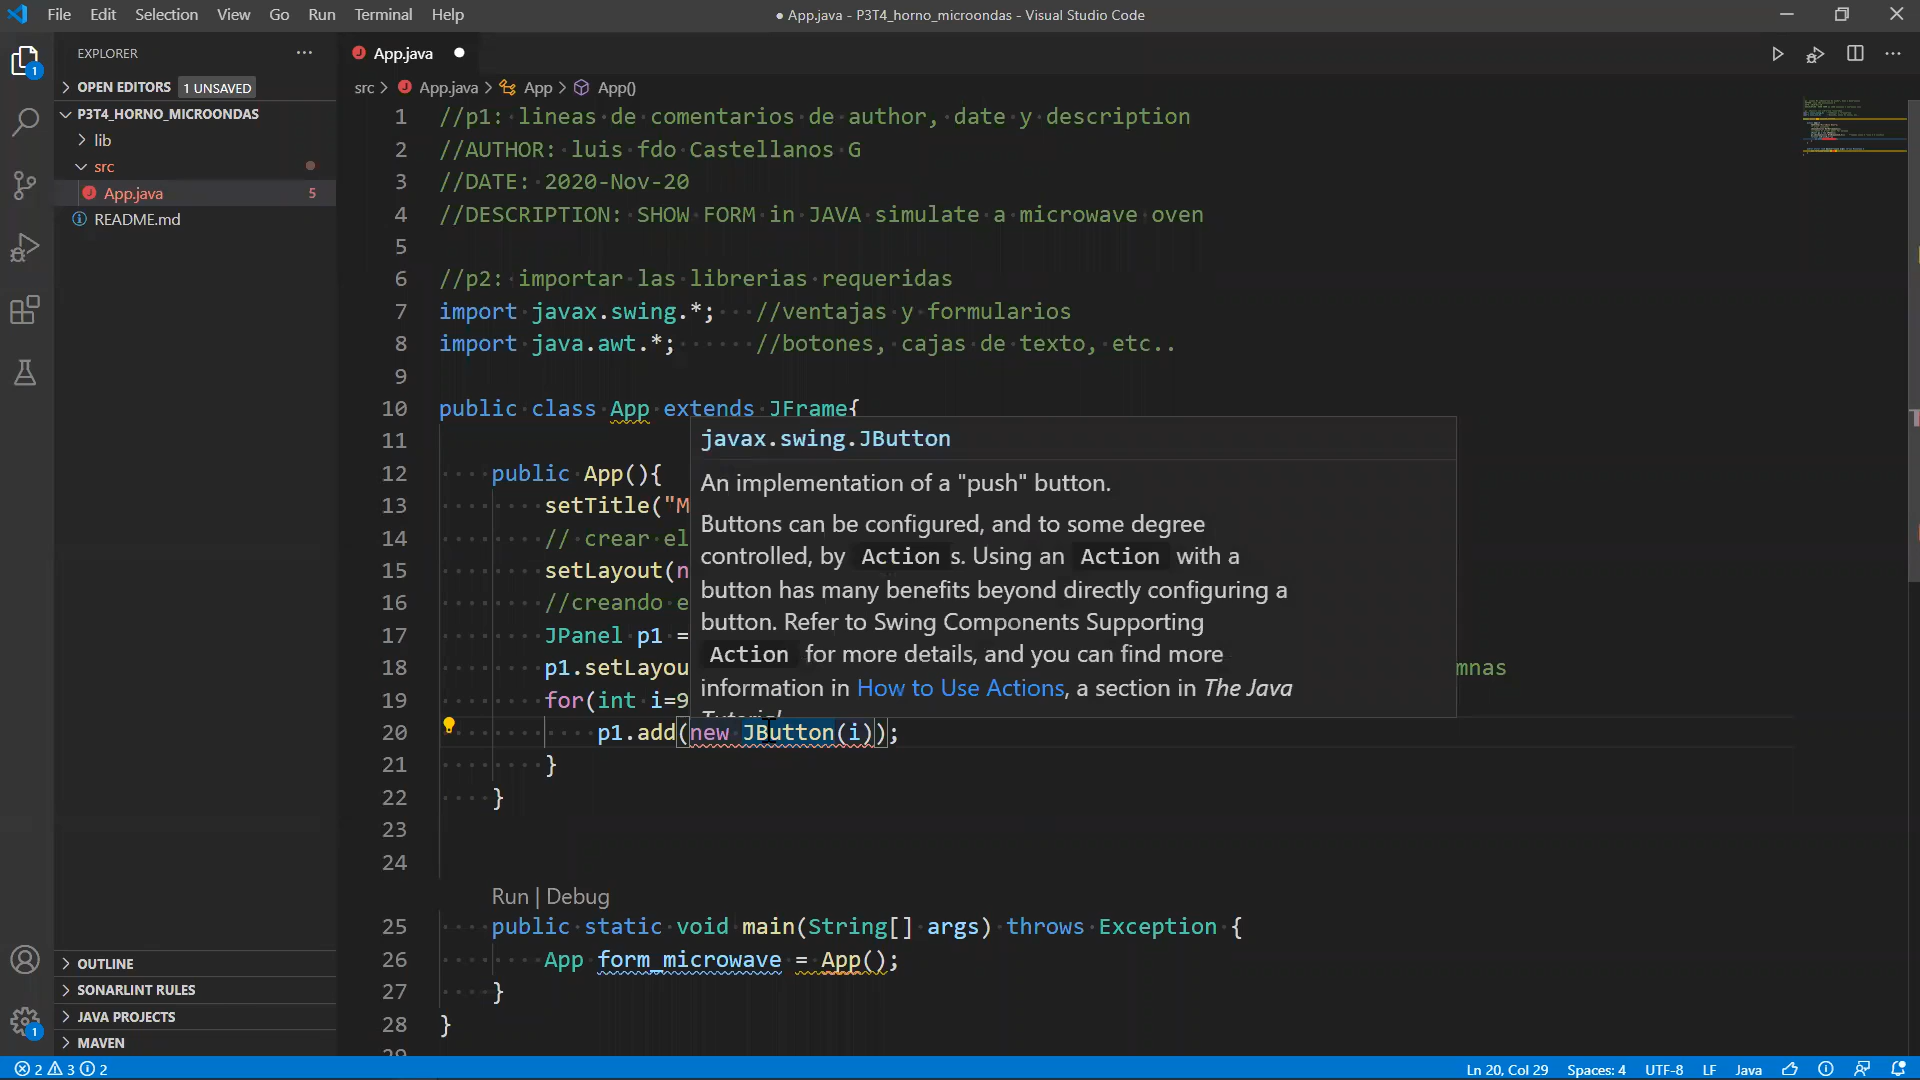 File Edit Selection View Go Run Terminal Help
● App.java - P3T4_horno_microondas - Visual Studio Code
EXPLORER
OPEN EDITORS 1 UNSAVED
P3T4_HORNO_MICROONDAS
lib
src
App.java 5
README.md
OUTLINE
SONARLINT RULES
JAVA PROJECTS
MAVEN
1
1
App.java
src > App.java > App > App()
1 //p1: lineas de comentarios de author, date y description
2 //AUTHOR: luis fdo Castellanos G
3 //DATE: 2020-Nov-20
4 //DESCRIPTION: SHOW FORM in JAVA simulate a microwave oven
5
6 //p2: importar las librerias requeridas
7 import javax.swing.*; //ventajas y formularios
8 import java.awt.*; //botones, cajas de texto, etc..
9
10 public class App extends JFrame{
11
12 public App(){
13 setTitle("M
14 // crear el
15 setLayout(n
16 //creando e
17 JPanel p1 =
18 p1.setLayou mnas
19 for(int i=9
20 p1.add(new JButton(i));
21 }
22 }
23
24
Run | Debug
25 public static void main(String[] args) throws Exception {
26 App form_microwave = App();
27 }
28 }
javax.swing.JButton
An implementation of a "push" button.
Buttons can be configured, and to some degree
controlled, by Action s. Using an Action with a
button has many benefits beyond directly configuring a
button. Refer to Swing Components Supporting
Action for more details, and you can find more
information in How to Use Actions, a section in The Java
2 3 2
Ln 20, Col 29 Spaces: 4 UTF-8 LF Java